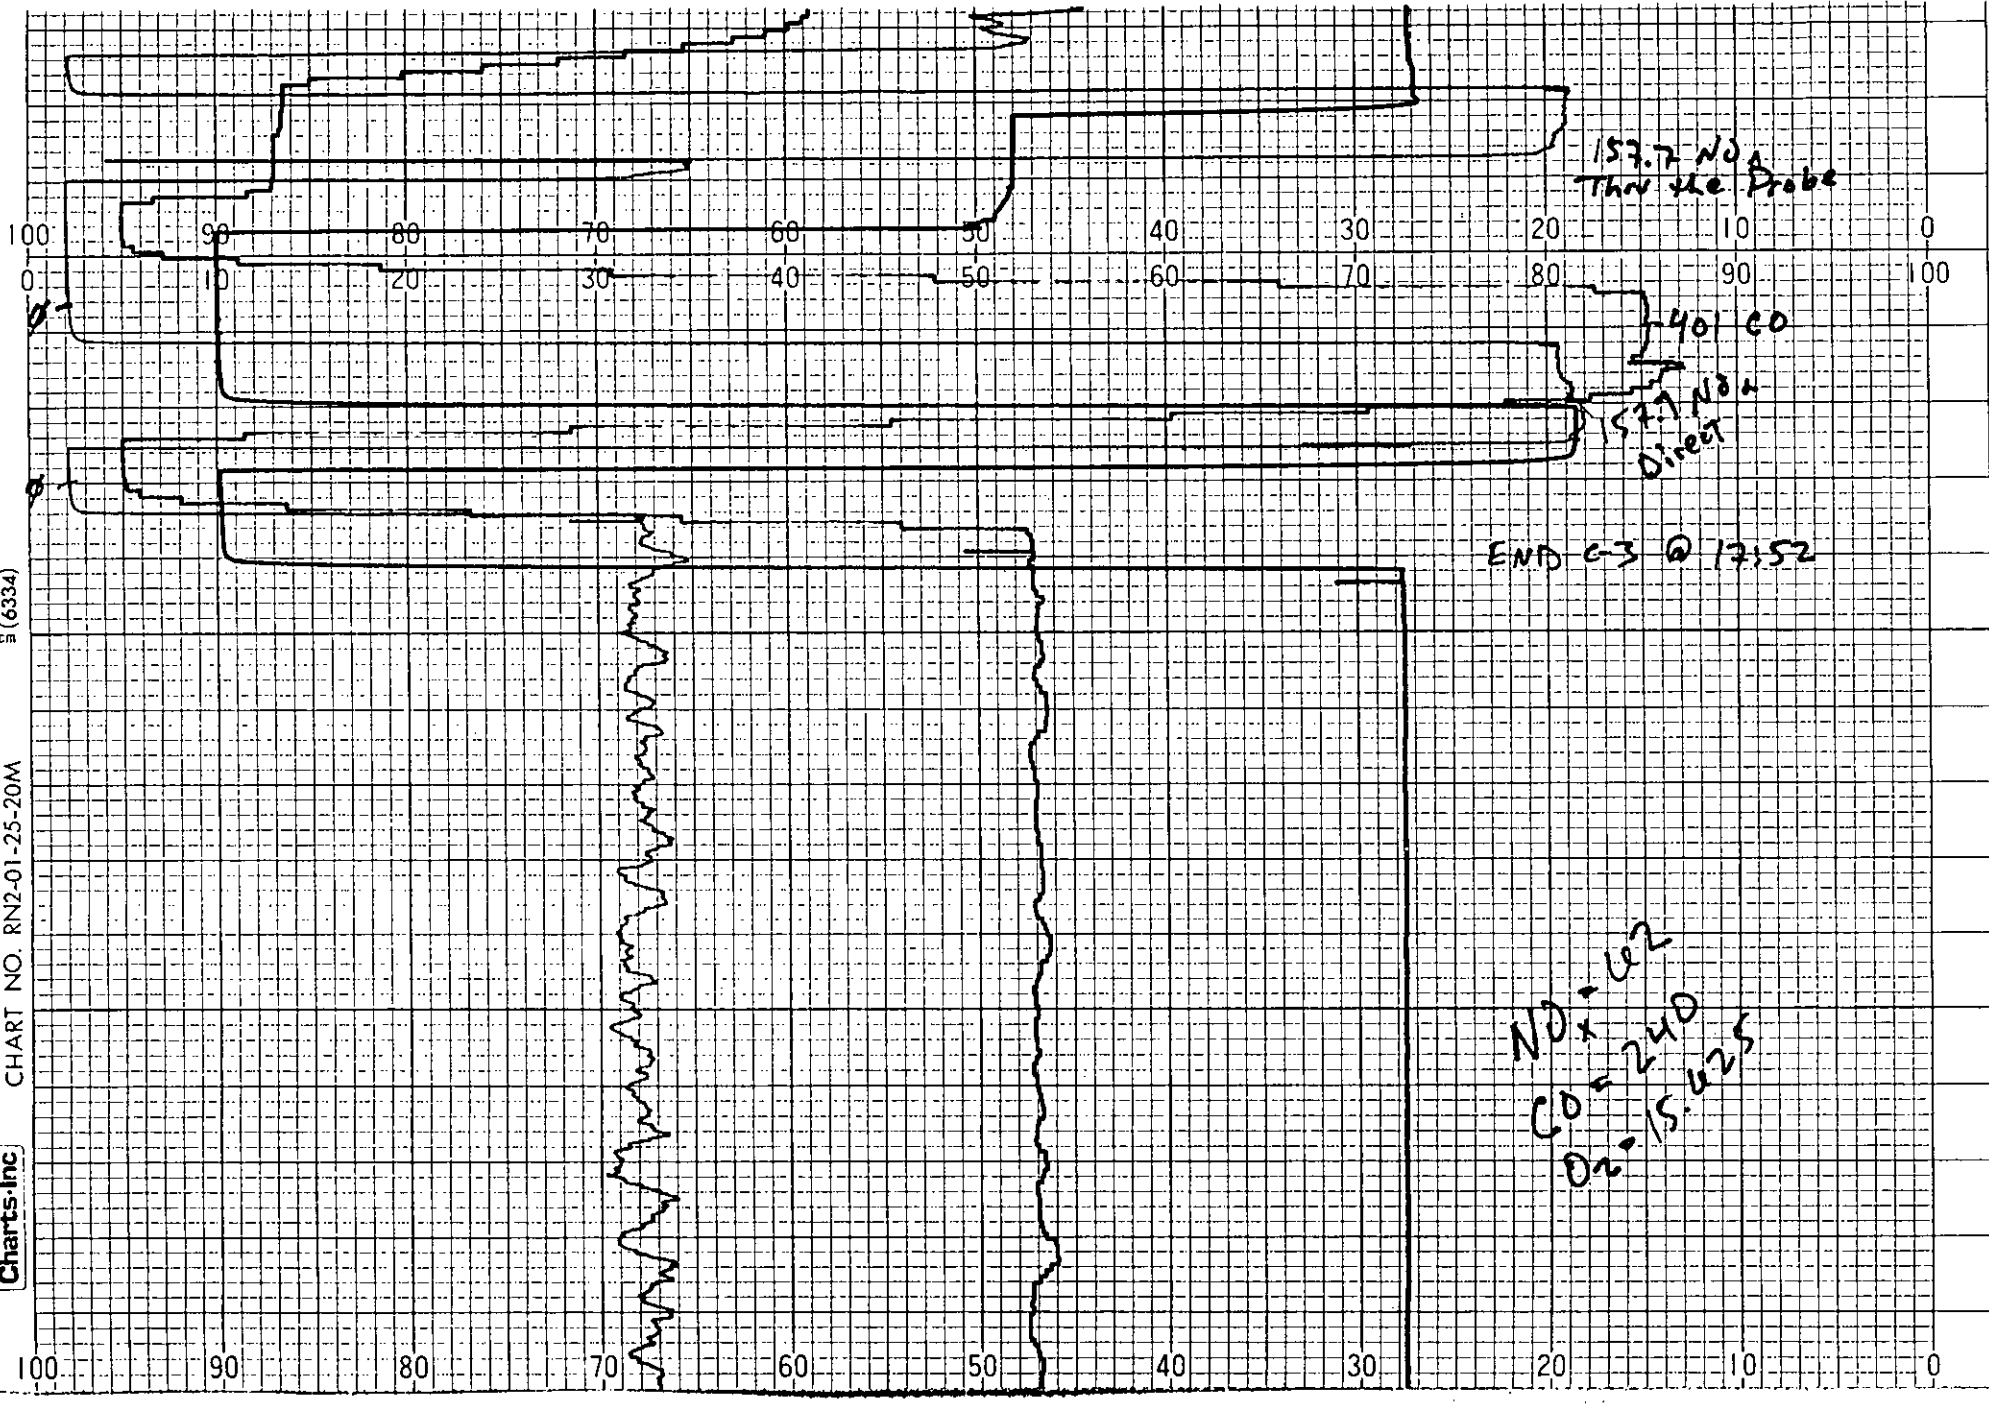 157.7 NOx
Thru the Probe
100 90 80 70 60 50 40 30 20 10 0
0 10 20 30 40 50 60 70 80 90 100
ø
401 CO
157.7 NOx
Direct
ø
END C-3 @ 17:52
(6334)
CHART NO. RN2-01-25-20M
NOx = 62
CO = 240
O2 = 15.625
Charts-Inc
100 90 80 70 60 50 40 30 20 10 0